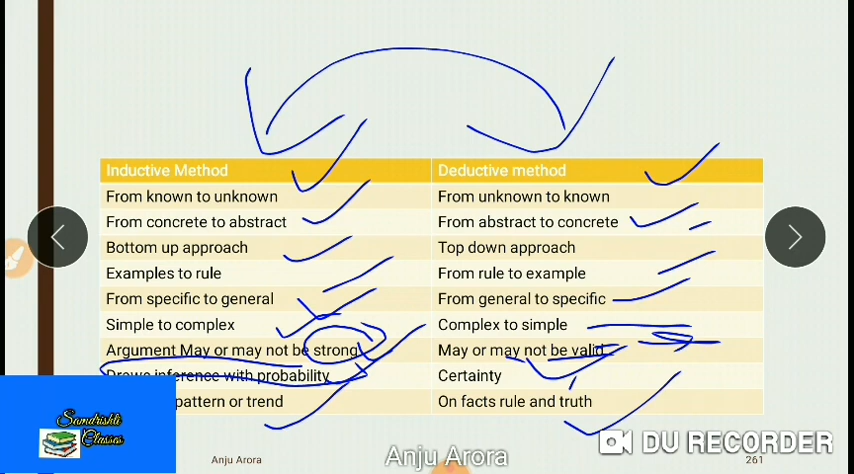 Inductive Method Deductive method
From known to unknown From unknown to known
From concrete to abstract From abstract to concrete
Bottom up approach Top down approach
Examples to rule From rule to example
From specific to general From general to specific
Simple to complex Complex to simple
Argument May or may not be strong May or may not be valid
Draws inference with probability Certainty
pattern or trend On facts rule and truth
Samdrishti
Classes
DU RECORDER
Anju Arora
Anju Arora
261